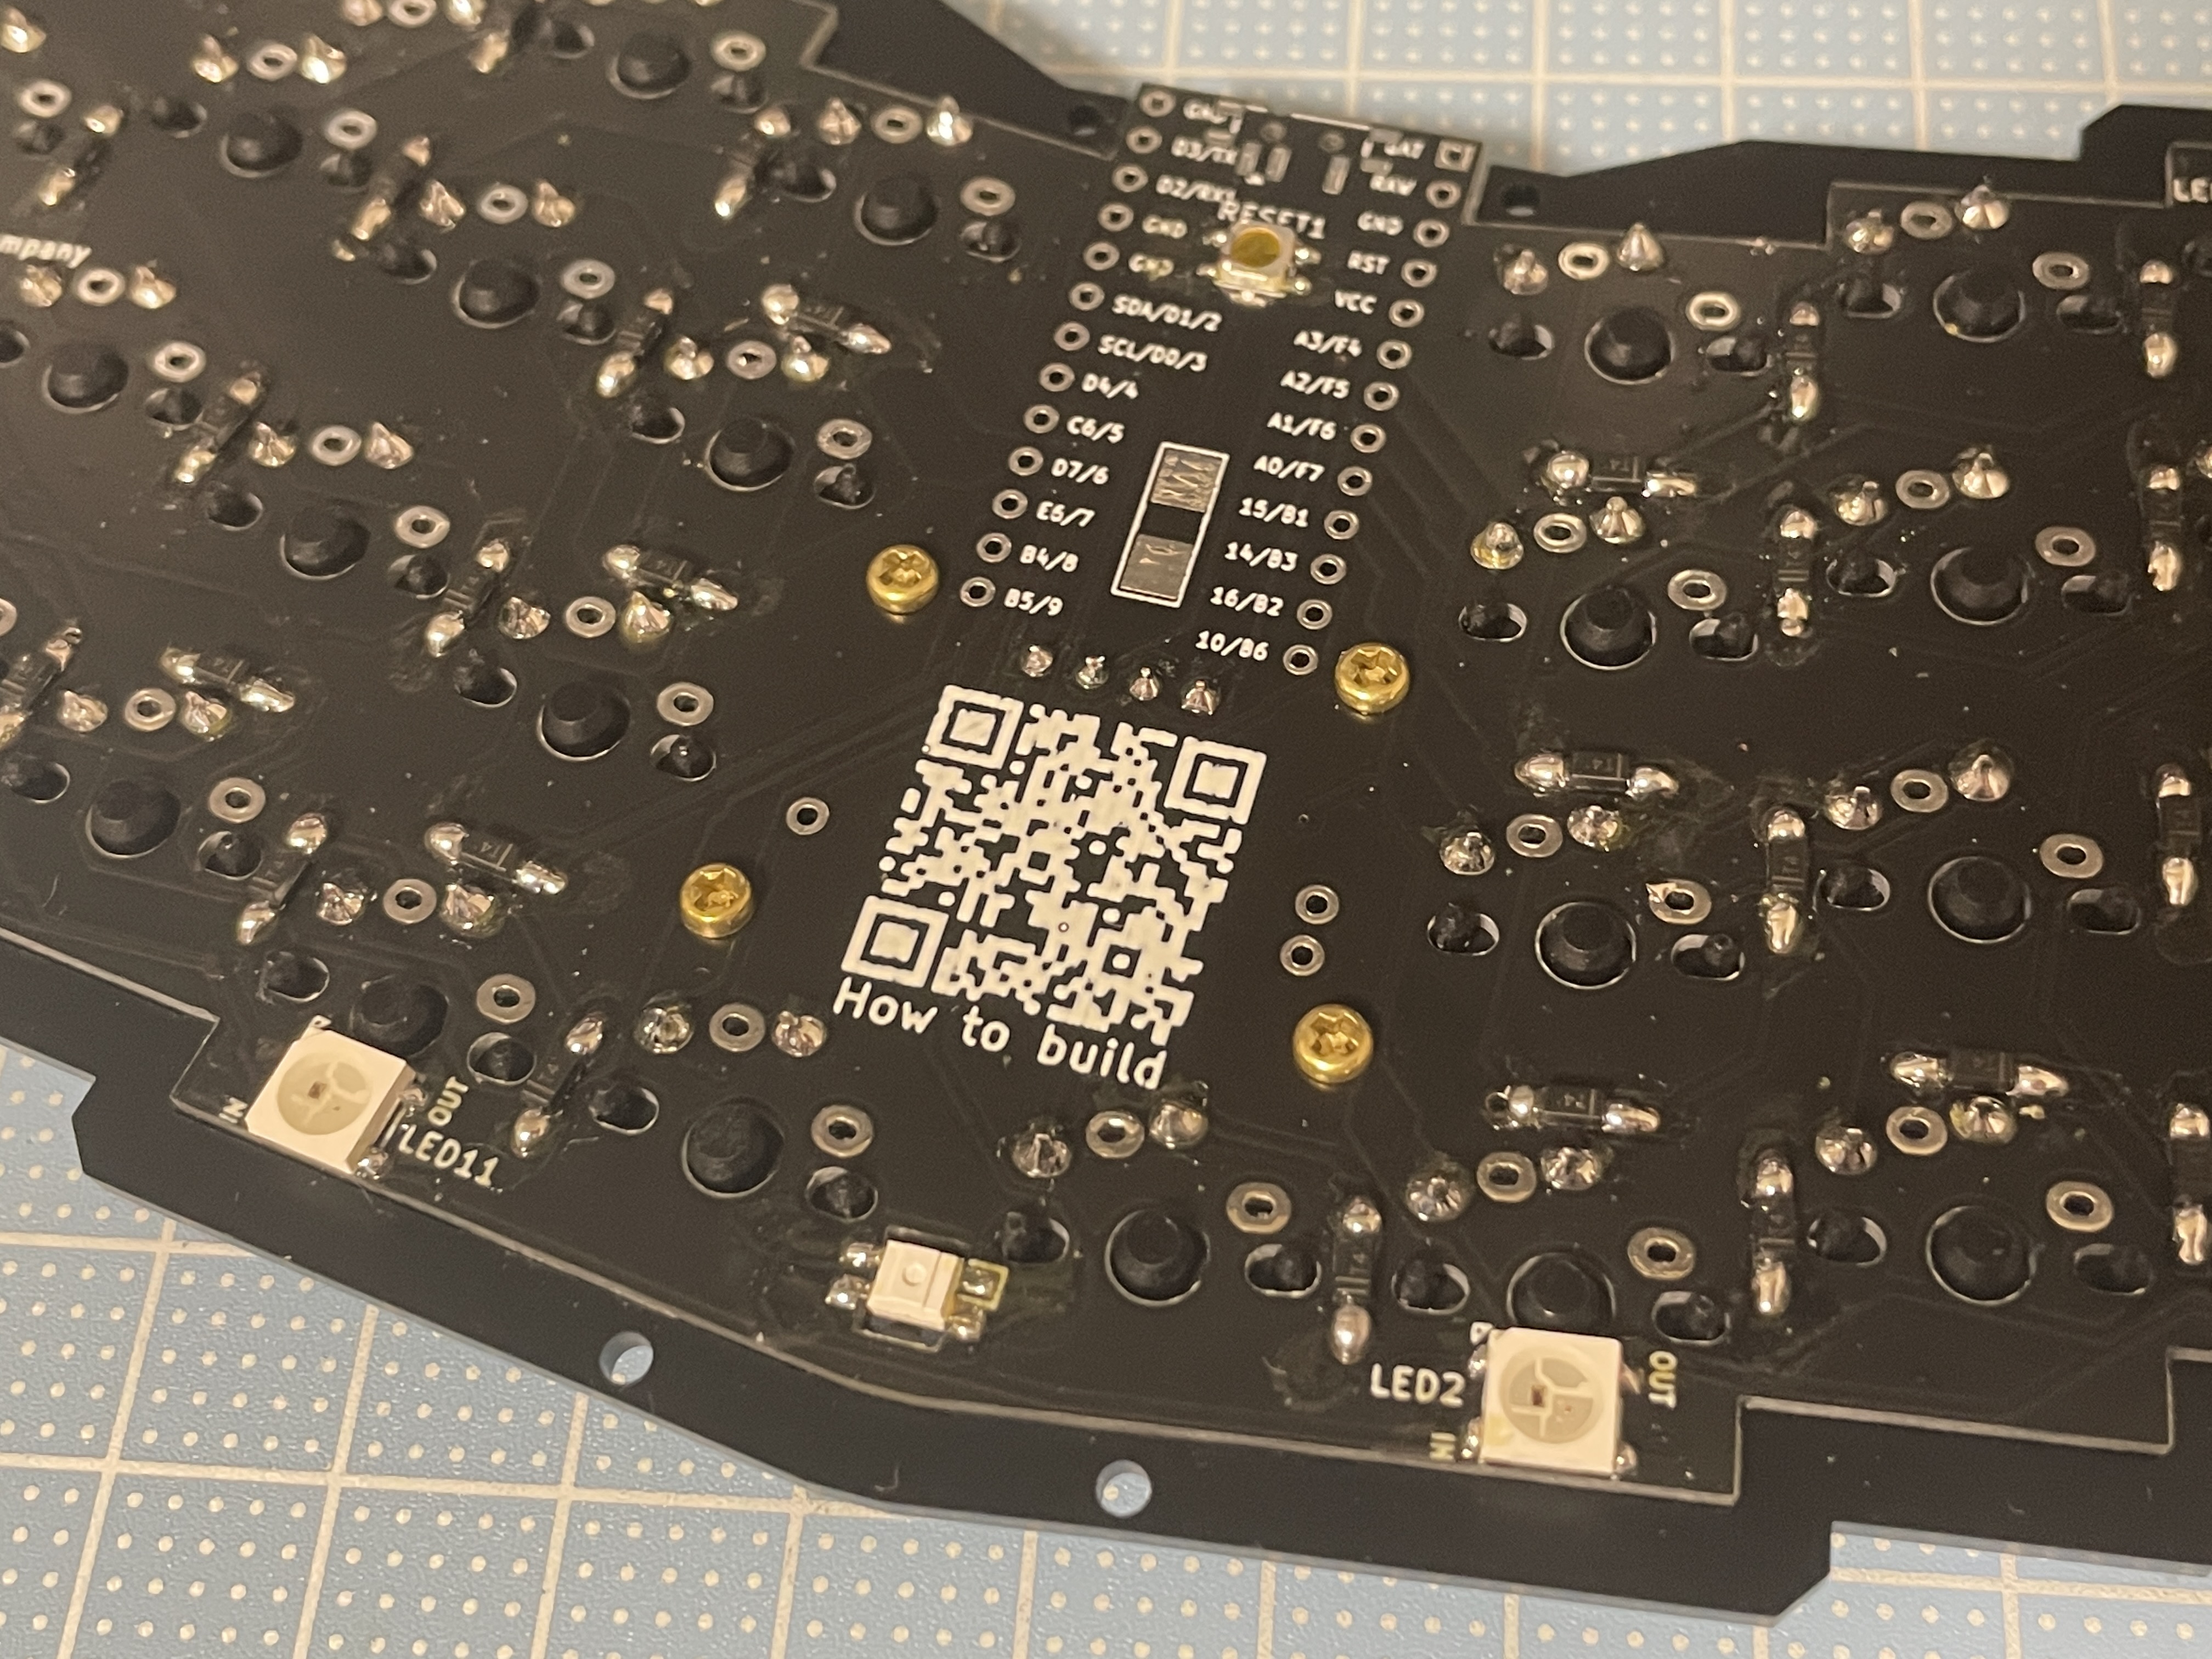 mpany
D3/TX
D2/RX1
GND
GND
SDA/D1/2
SCL/D0/3
D4/4
C6/5
D7/6
E6/7
B4/8
B5/9
RESET1
BAT
RAW
GND
RST
VCC
A3/F4
A2/F5
A1/F6
A0/F7
15/B1
14/B3
16/B2
10/B6
How to build
IN
OUT
LED11
LED2
IN
OUT
LE